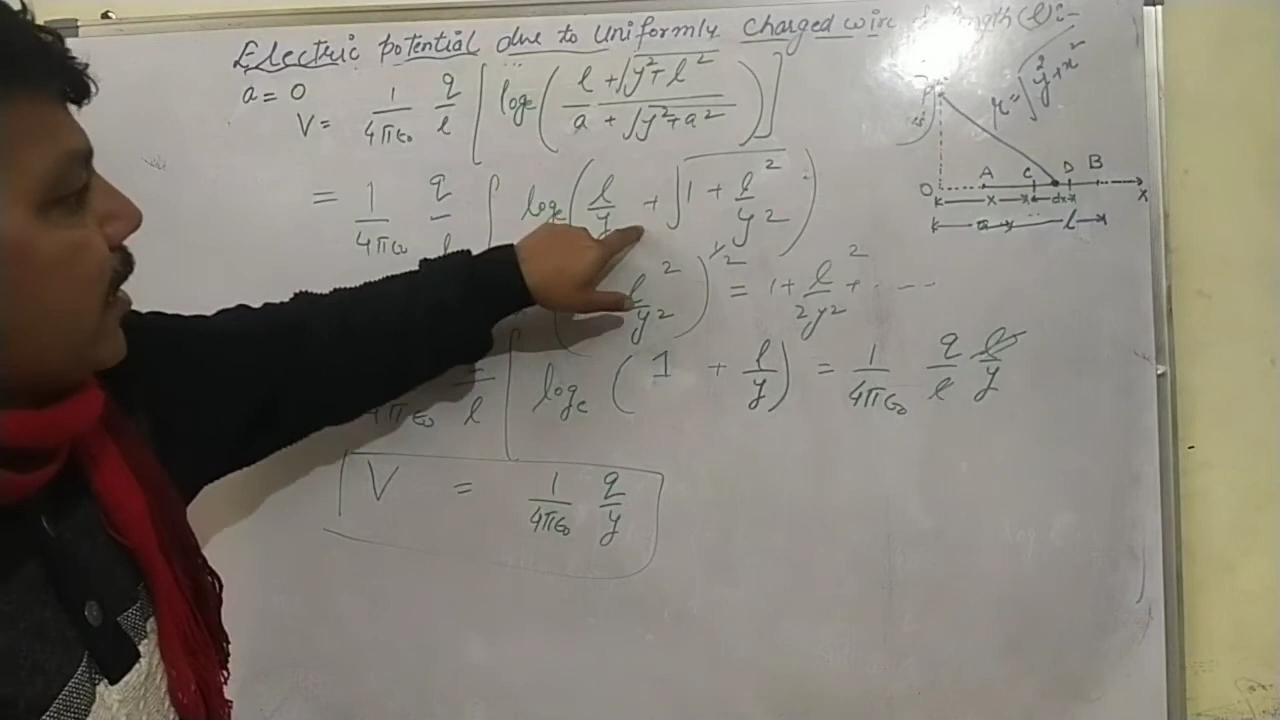 Electric potential due to Uniformly Charged wire of length (l):-
a = 0
V = 1/4πε₀ q/l [logₑ( (l + √(y² + l²)) / (a + √(y² + a²)) )]
= 1/4πε₀ q/l [ logₑ( l/y + √(1 + l²/y²) )
l²/y² )^1/2 = 1 + l²/2y² + ----
4πε₀ l [ logₑ ( 1 + l/y ) = 1/4πε₀ q/l l/y
V = 1/4πε₀ q/y
r = √(y² + x²)
O A C D B X
x dx
a l